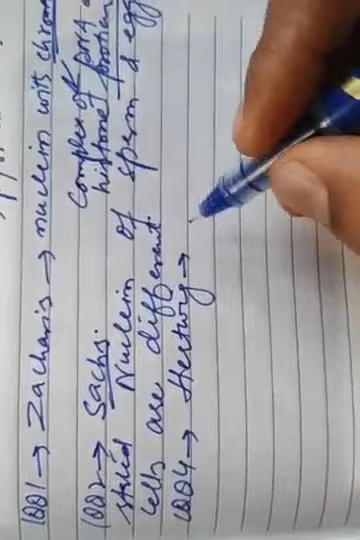 1881 → Zacharis → nuclein with chrom
complex of DNA &
1882 → Sachs. histone protein
stated Nuclein of sperm & egg
cells are different.
1884 → Hertwig →